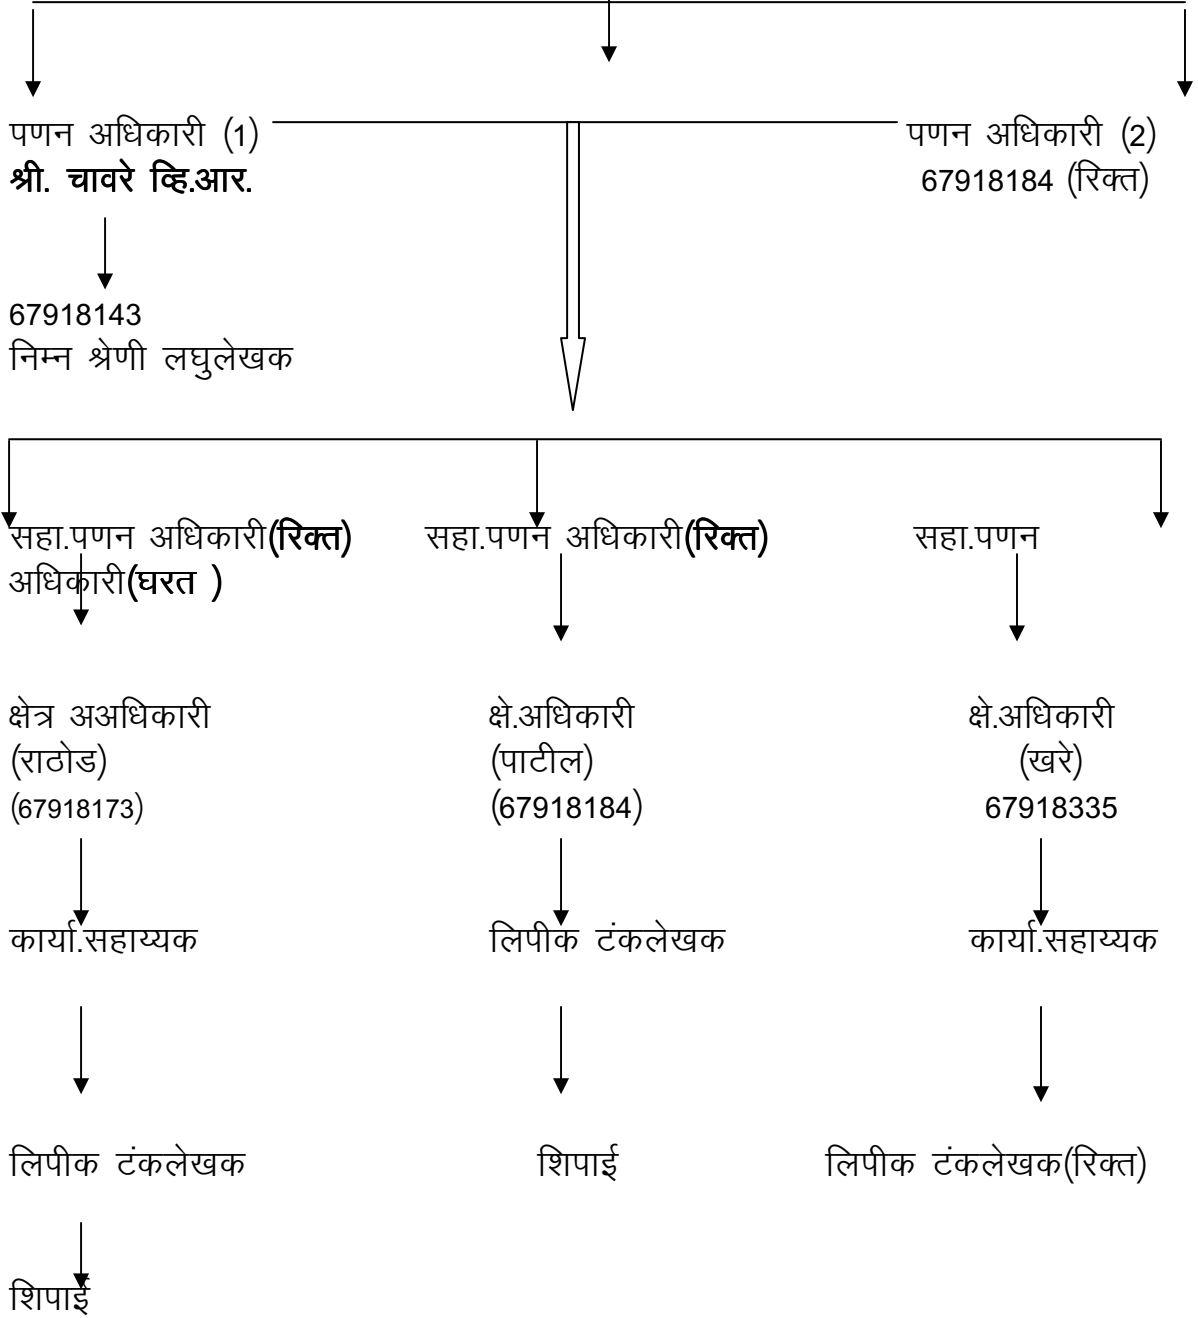 पणन अधिकारी (1) पणन अधिकारी (2)
श्री. चावरे व्हि.आर. 67918184 (रिक्त)
67918143
निम्न श्रेणी लघुलेखक
सहा.पणन अधिकारी(रिक्त) सहा.पणन अधिकारी(रिक्त) सहा.पणन
अधिकारी(घरत )
क्षेत्र अअधिकारी क्षे.अधिकारी क्षे.अधिकारी
(राठोड) (पाटील) (खरे)
(67918173) (67918184) 67918335
कार्या.सहाय्यक लिपीक टंकलेखक कार्या.सहाय्यक
लिपीक टंकलेखक शिपाई लिपीक टंकलेखक(रिक्त)
शिपाई